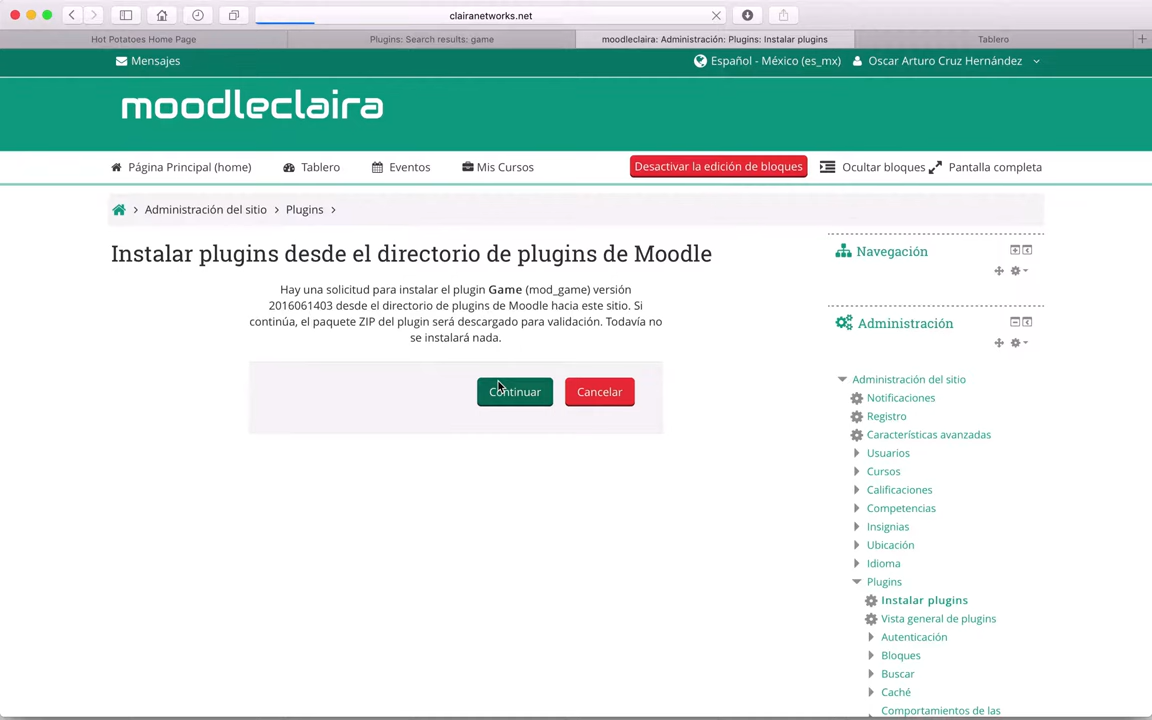 clairanetworks.net
Hot Potatoes Home Page
Plugins: Search results: game
moodleclaira: Administración: Plugins: Instalar plugins
Tablero
Mensajes
Español - México (es_mx)
Oscar Arturo Cruz Hernández
moodleclaira
Página Principal (home)
Tablero
Eventos
Mis Cursos
Desactivar la edición de bloques
Ocultar bloques
Pantalla completa
Administración del sitio
Plugins
Instalar plugins desde el directorio de plugins de Moodle
Hay una solicitud para instalar el plugin Game (mod_game) versión
2016061403 desde el directorio de plugins de Moodle hacia este sitio. Si
continúa, el paquete ZIP del plugin será descargado para validación. Todavía no
se instalará nada.
Continuar
Cancelar
Navegación
Administración
Administración del sitio
Notificaciones
Registro
Características avanzadas
Usuarios
Cursos
Calificaciones
Competencias
Insignias
Ubicación
Idioma
Plugins
Instalar plugins
Vista general de plugins
Autenticación
Bloques
Buscar
Caché
Comportamientos de las